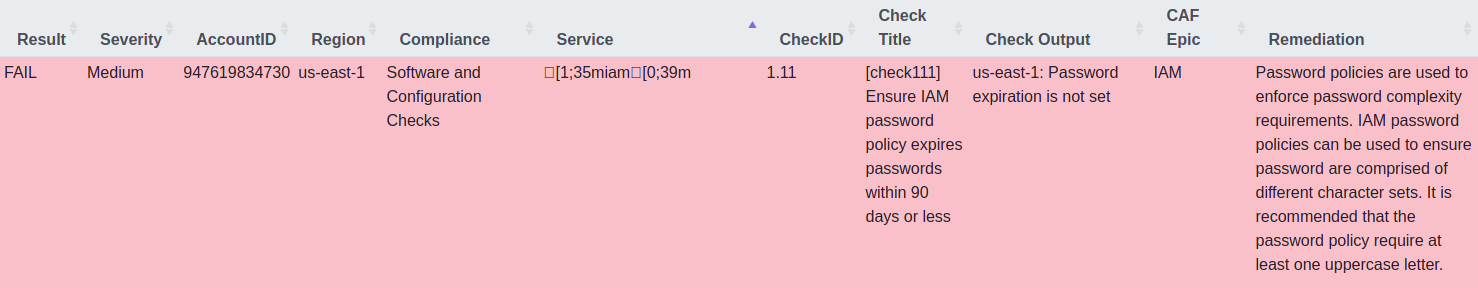 Result Severity AccountID Region Compliance Service CheckID Check Title Check Output CAF Epic Remediation
FAIL Medium 947619834730 us-east-1 Software and Configuration Checks
□[1;35miam□[0;39m
1.11
[check111]
Ensure IAM
password
policy expires
passwords
within 90
days or less
us-east-1: Password
expiration is not set
IAM
Password policies are used to
enforce password complexity
requirements. IAM password
policies can be used to ensure
password are comprised of
different character sets. It is
recommended that the
password policy require at
least one uppercase letter.